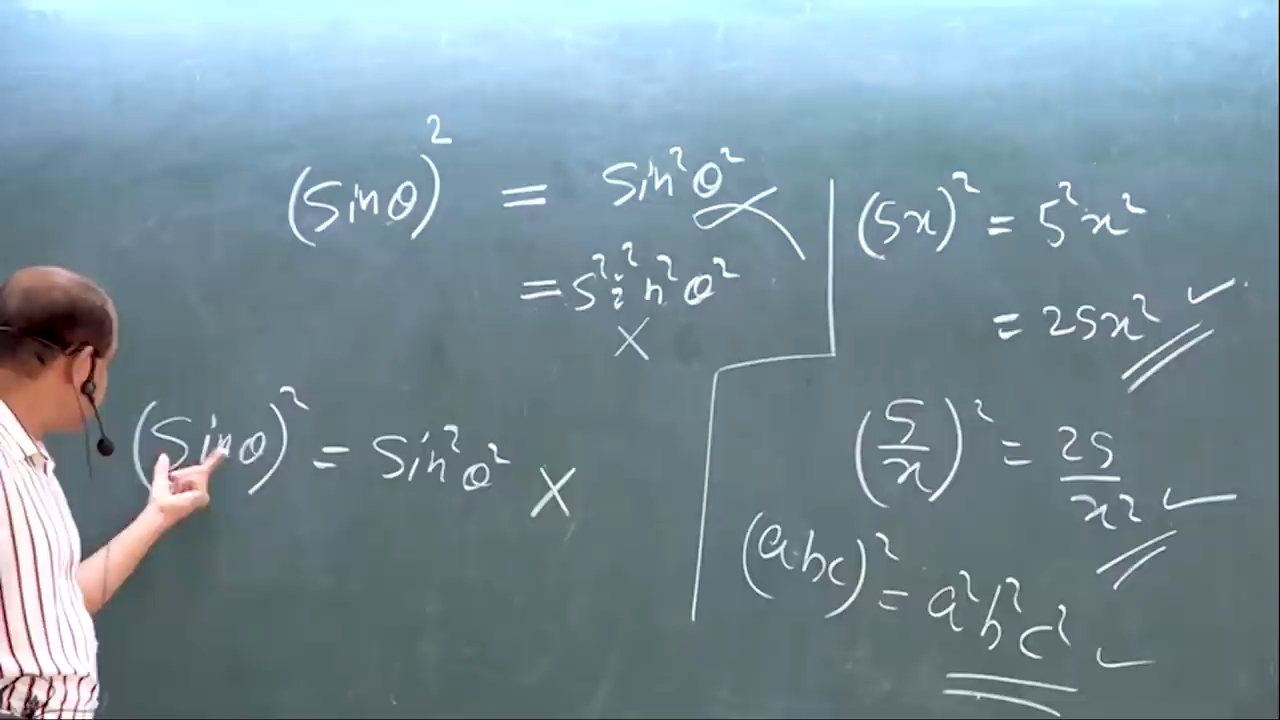 (Sinθ)² = Sin²θ²
= S²i²n²θ² X
(Sinθ)² = Sin²θ² X
(5x)² = 5²x²
= 25x² ✓
(5/x)² = 25/x² ✓
(abc)² = a²b²c² ✓